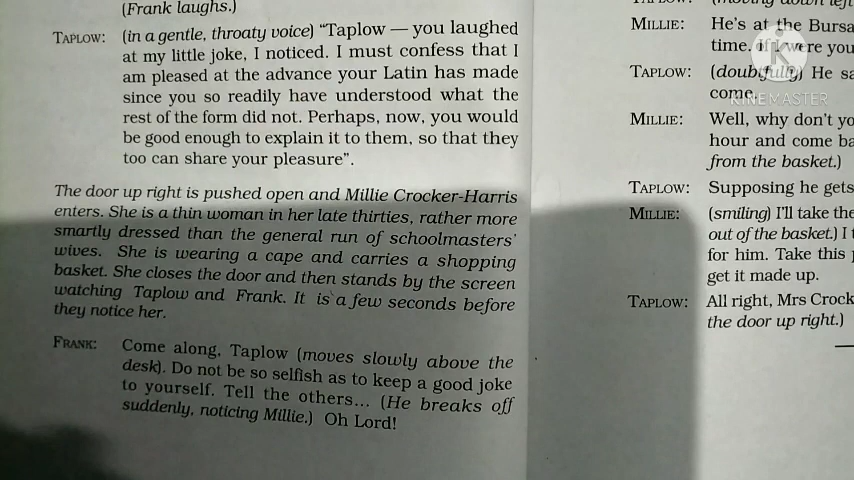 (Frank laughs.)
TAPLOW: (in a gentle, throaty voice) “Taplow — you laughed
at my little joke, I noticed. I must confess that I
am pleased at the advance your Latin has made
since you so readily have understood what the
rest of the form did not. Perhaps, now, you would
be good enough to explain it to them, so that they
too can share your pleasure”.
The door up right is pushed open and Millie Crocker-Harris
enters. She is a thin woman in her late thirties, rather more
smartly dressed than the general run of schoolmasters’
wives. She is wearing a cape and carries a shopping
basket. She closes the door and then stands by the screen
watching Taplow and Frank. It is a few seconds before
they notice her.
FRANK: Come along, Taplow (moves slowly above the
desk). Do not be so selfish as to keep a good joke
to yourself. Tell the others... (He breaks off
suddenly, noticing Millie.) Oh Lord!
MILLIE: He’s at the
time. If I were you
TAPLOW: (doubtfully) He
come.
MILLIE: Well, why don’t
hour and come
from the basket.)
TAPLOW: Supposing he gets
MILLIE: (smiling) I’ll take the
out of the basket.) I
for him. Take this
get it made up.
TAPLOW: All right, Mrs
the door up right.)
KINEMASTER